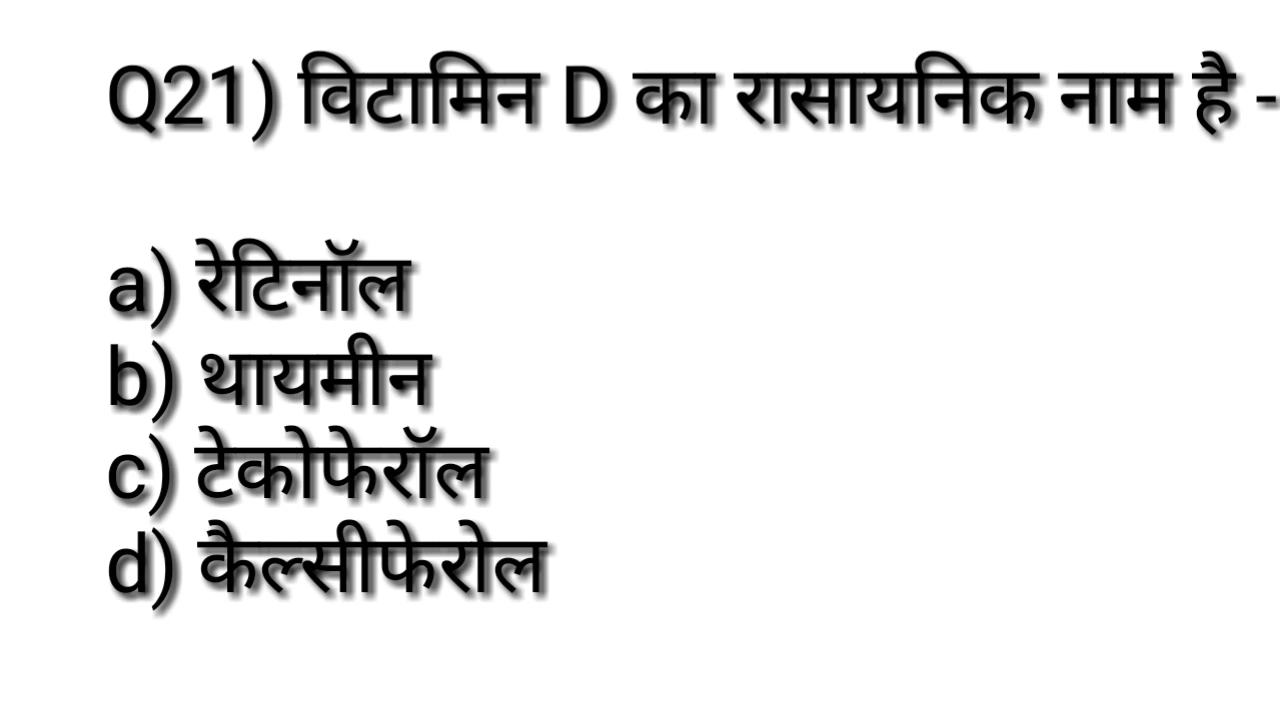 Q21) विटामिन D का रासायनिक नाम है -
a) रेटिनॉल
b) थायमीन
c) टेकोफेरॉल
d) कैल्सीफेरोल